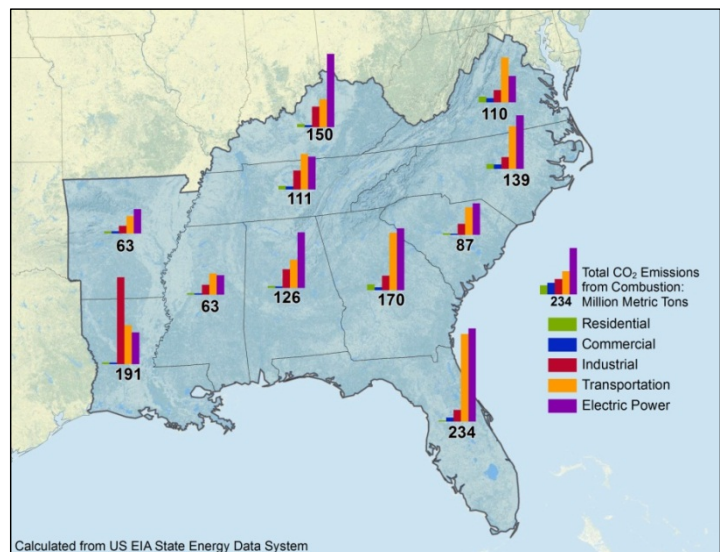 150
110
139
111
63
87
63
126
170
191
234
Total CO₂ Emissions
from Combustion:
234 Million Metric Tons
Residential
Commercial
Industrial
Transportation
Electric Power
Calculated from US EIA State Energy Data System